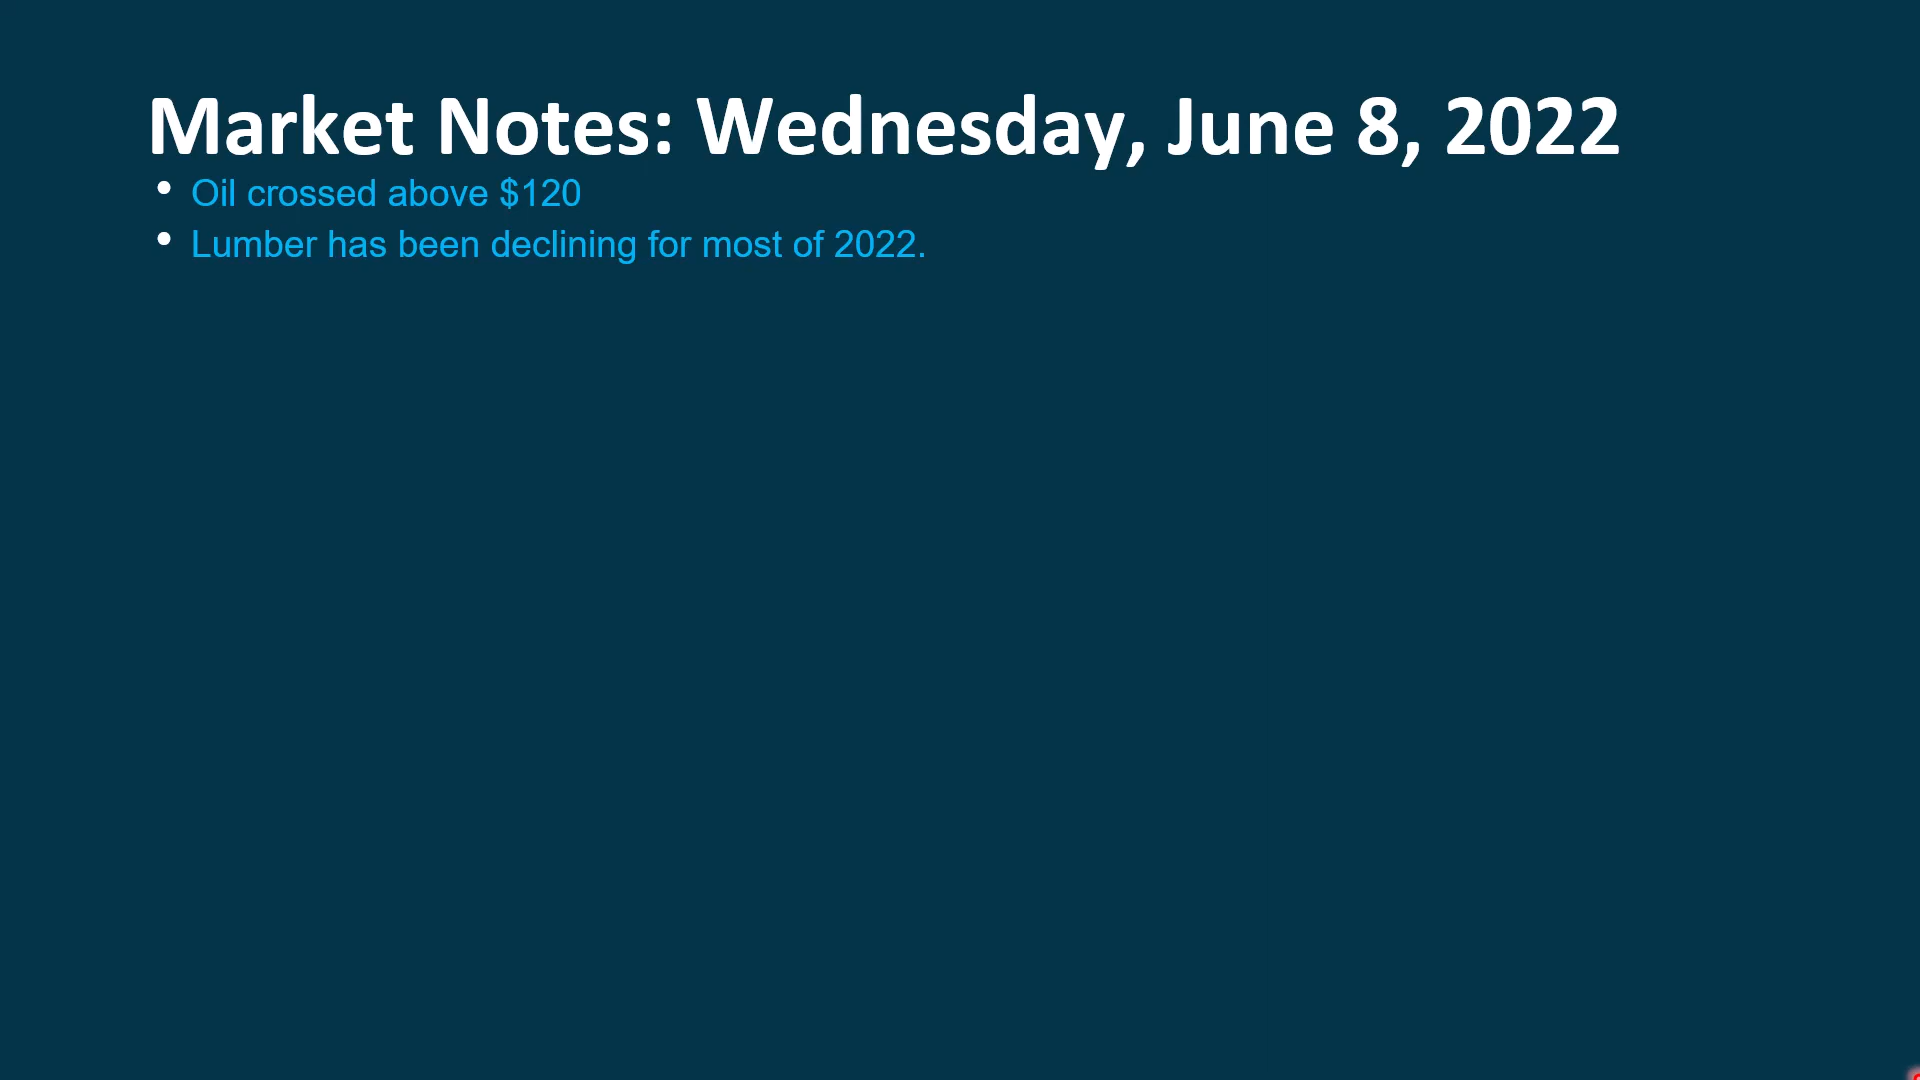 Market Notes: Wednesday, June 8, 2022
• Oil crossed above $120
• Lumber has been declining for most of 2022.